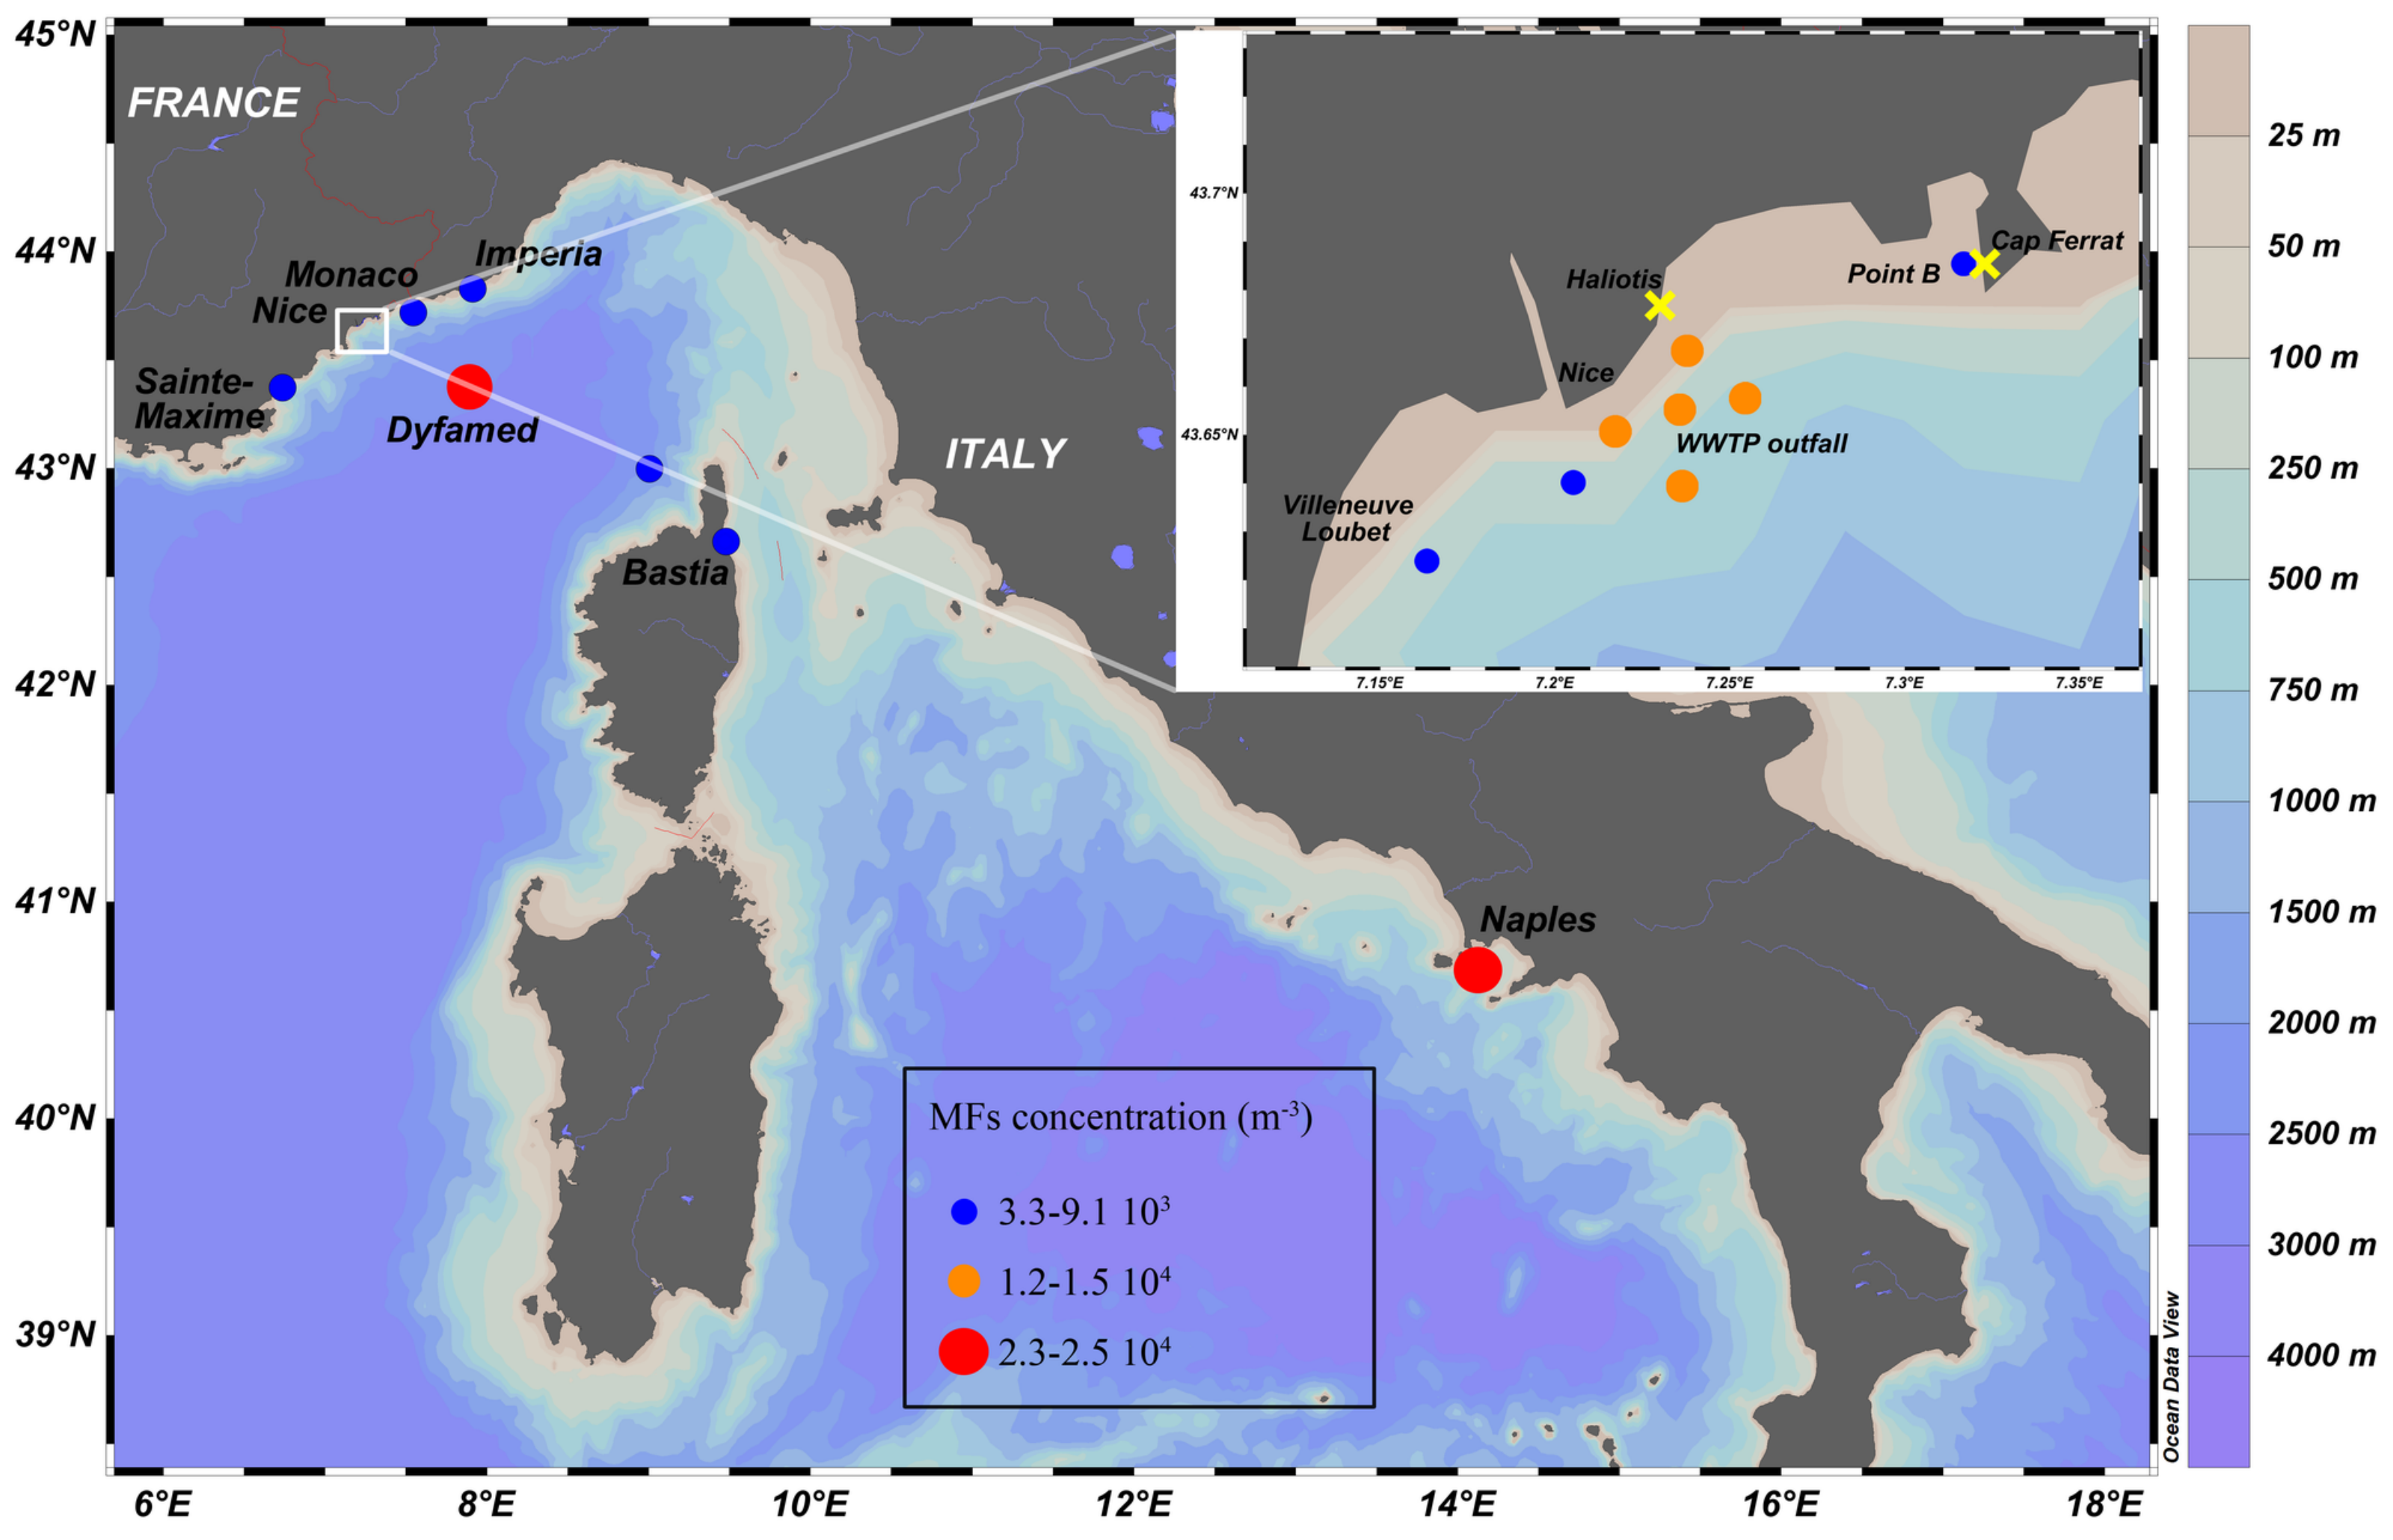 45°N
44°N
43°N
42°N
41°N
40°N
39°N
6°E
8°E
10°E
12°E
14°E
16°E
18°E
FRANCE
ITALY
Imperia
Monaco
Nice
Sainte-
Maxime
Dyfamed
Bastia
Naples
43.7°N
43.65°N
7.15°E
7.2°E
7.25°E
7.3°E
7.35°E
Cap Ferrat
Point B
Haliotis
Nice
WWTP outfall
Villeneuve
Loubet
MFs concentration (m⁻³)
3.3-9.1 10³
1.2-1.5 10⁴
2.3-2.5 10⁴
25 m
50 m
100 m
250 m
500 m
750 m
1000 m
1500 m
2000 m
2500 m
3000 m
4000 m
Ocean Data View